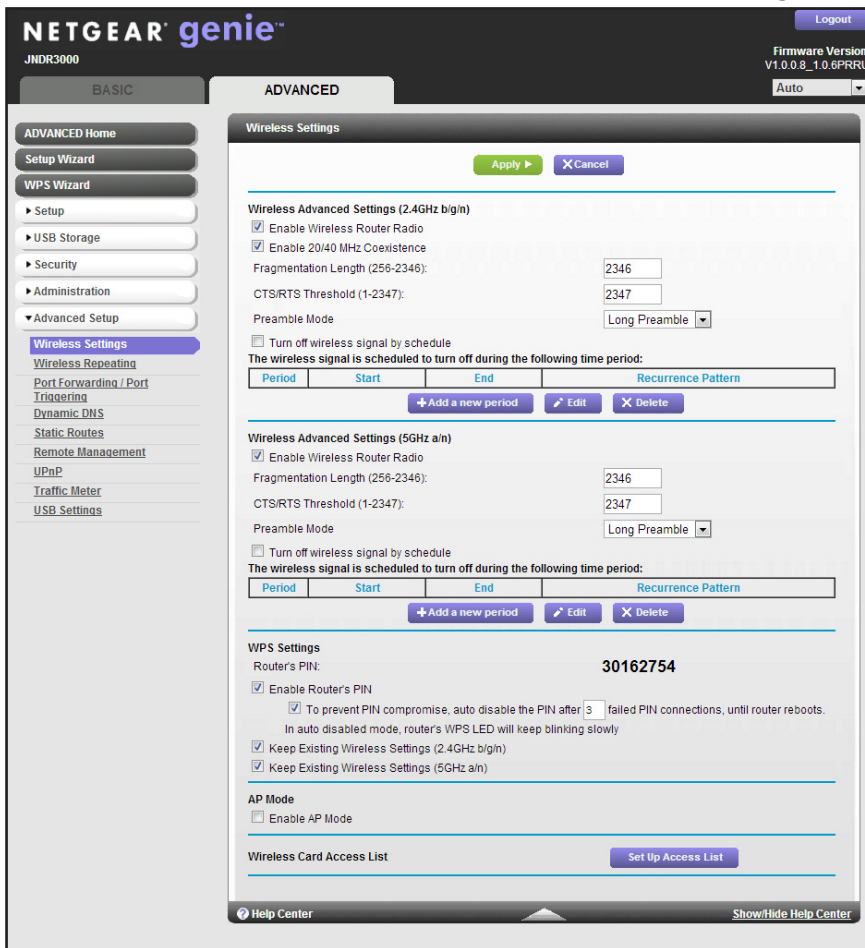 NETGEAR® genie™
Logout
JNDR3000
Firmware Version
V1.0.0.8_1.0.6PRRU
BASIC
ADVANCED
Auto
ADVANCED Home
Setup Wizard
WPS Wizard
Setup
USB Storage
Security
Administration
Advanced Setup
Wireless Settings
Wireless Repeating
Port Forwarding / Port
Triggering
Dynamic DNS
Static Routes
Remote Management
UPnP
Traffic Meter
USB Settings
Wireless Settings
Apply
X Cancel
Wireless Advanced Settings (2.4GHz b/g/n)
Enable Wireless Router Radio
Enable 20/40 MHz Coexistence
Fragmentation Length (256-2346): 2346
CTS/RTS Threshold (1-2347): 2347
Preamble Mode Long Preamble
Turn off wireless signal by schedule
The wireless signal is scheduled to turn off during the following time period:
Period Start End Recurrence Pattern
+Add a new period Edit X Delete
Wireless Advanced Settings (5GHz a/n)
Enable Wireless Router Radio
Fragmentation Length (256-2346): 2346
CTS/RTS Threshold (1-2347): 2347
Preamble Mode Long Preamble
Turn off wireless signal by schedule
The wireless signal is scheduled to turn off during the following time period:
Period Start End Recurrence Pattern
+Add a new period Edit X Delete
WPS Settings
Router's PIN: 30162754
Enable Router's PIN
To prevent PIN compromise, auto disable the PIN after 3 failed PIN connections, until router reboots.
In auto disabled mode, router's WPS LED will keep blinking slowly
Keep Existing Wireless Settings (2.4GHz b/g/n)
Keep Existing Wireless Settings (5GHz a/n)
AP Mode
Enable AP Mode
Wireless Card Access List Set Up Access List
? Help Center Show/Hide Help Center